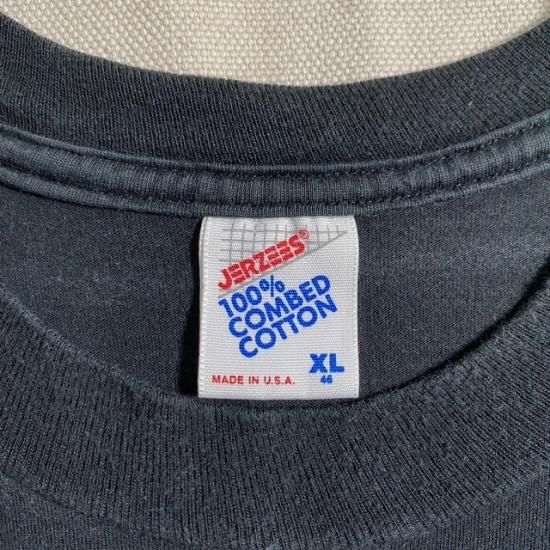 JERZEES®
100%
COMBED
COTTON
XL
46
MADE IN U.S.A.